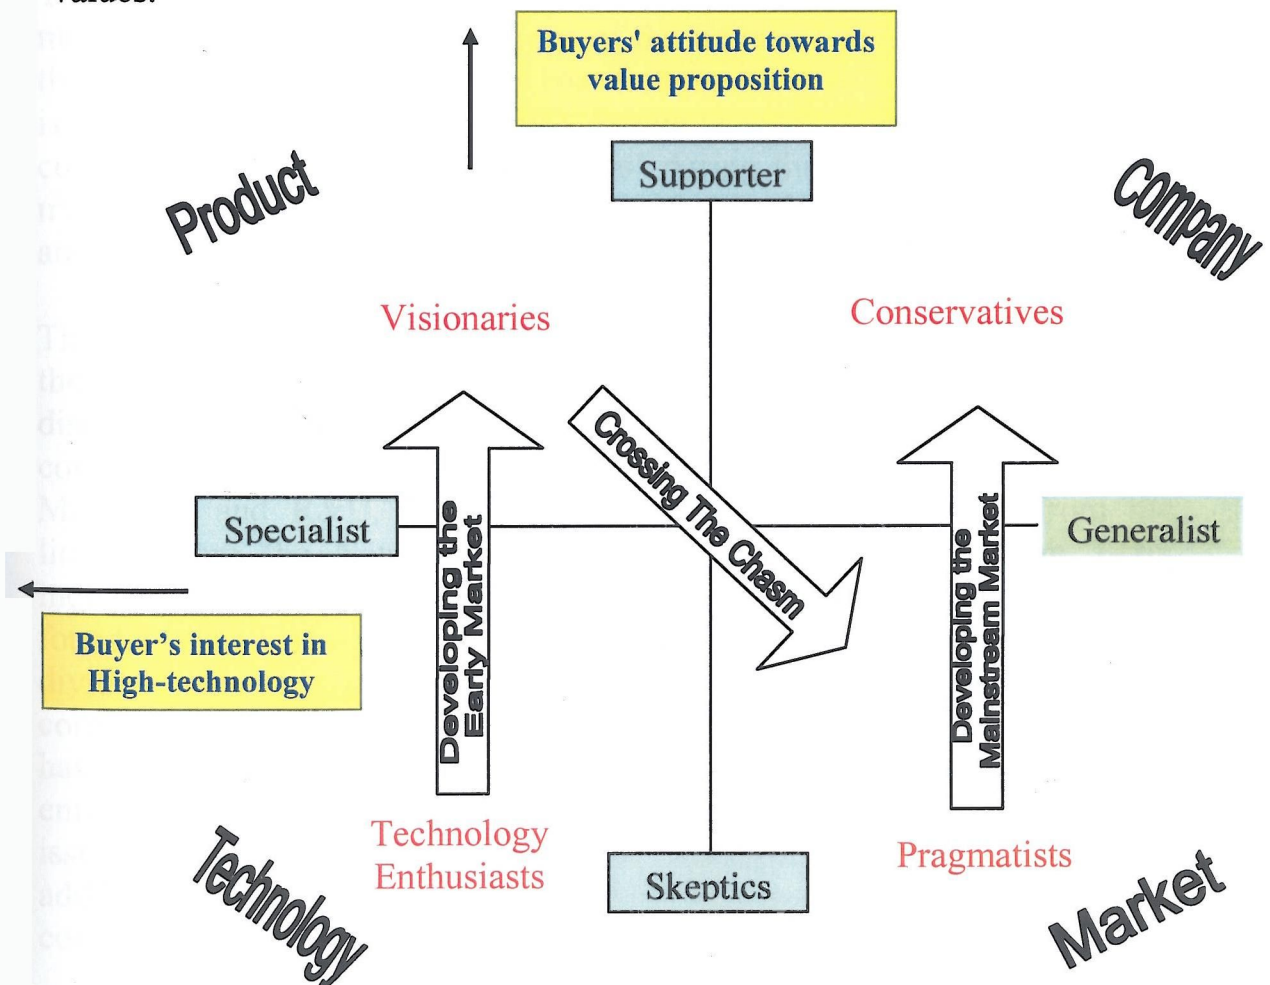 values.
Buyers' attitude towards
value proposition
Supporter
Product
Company
Visionaries
Conservatives
Crossing The Chasm
Specialist
Generalist
Developing the
Early Market
Developing the
Mainstream Market
Buyer's interest in
High-technology
Technology
Enthusiasts
Pragmatists
Skeptics
Technology
Market